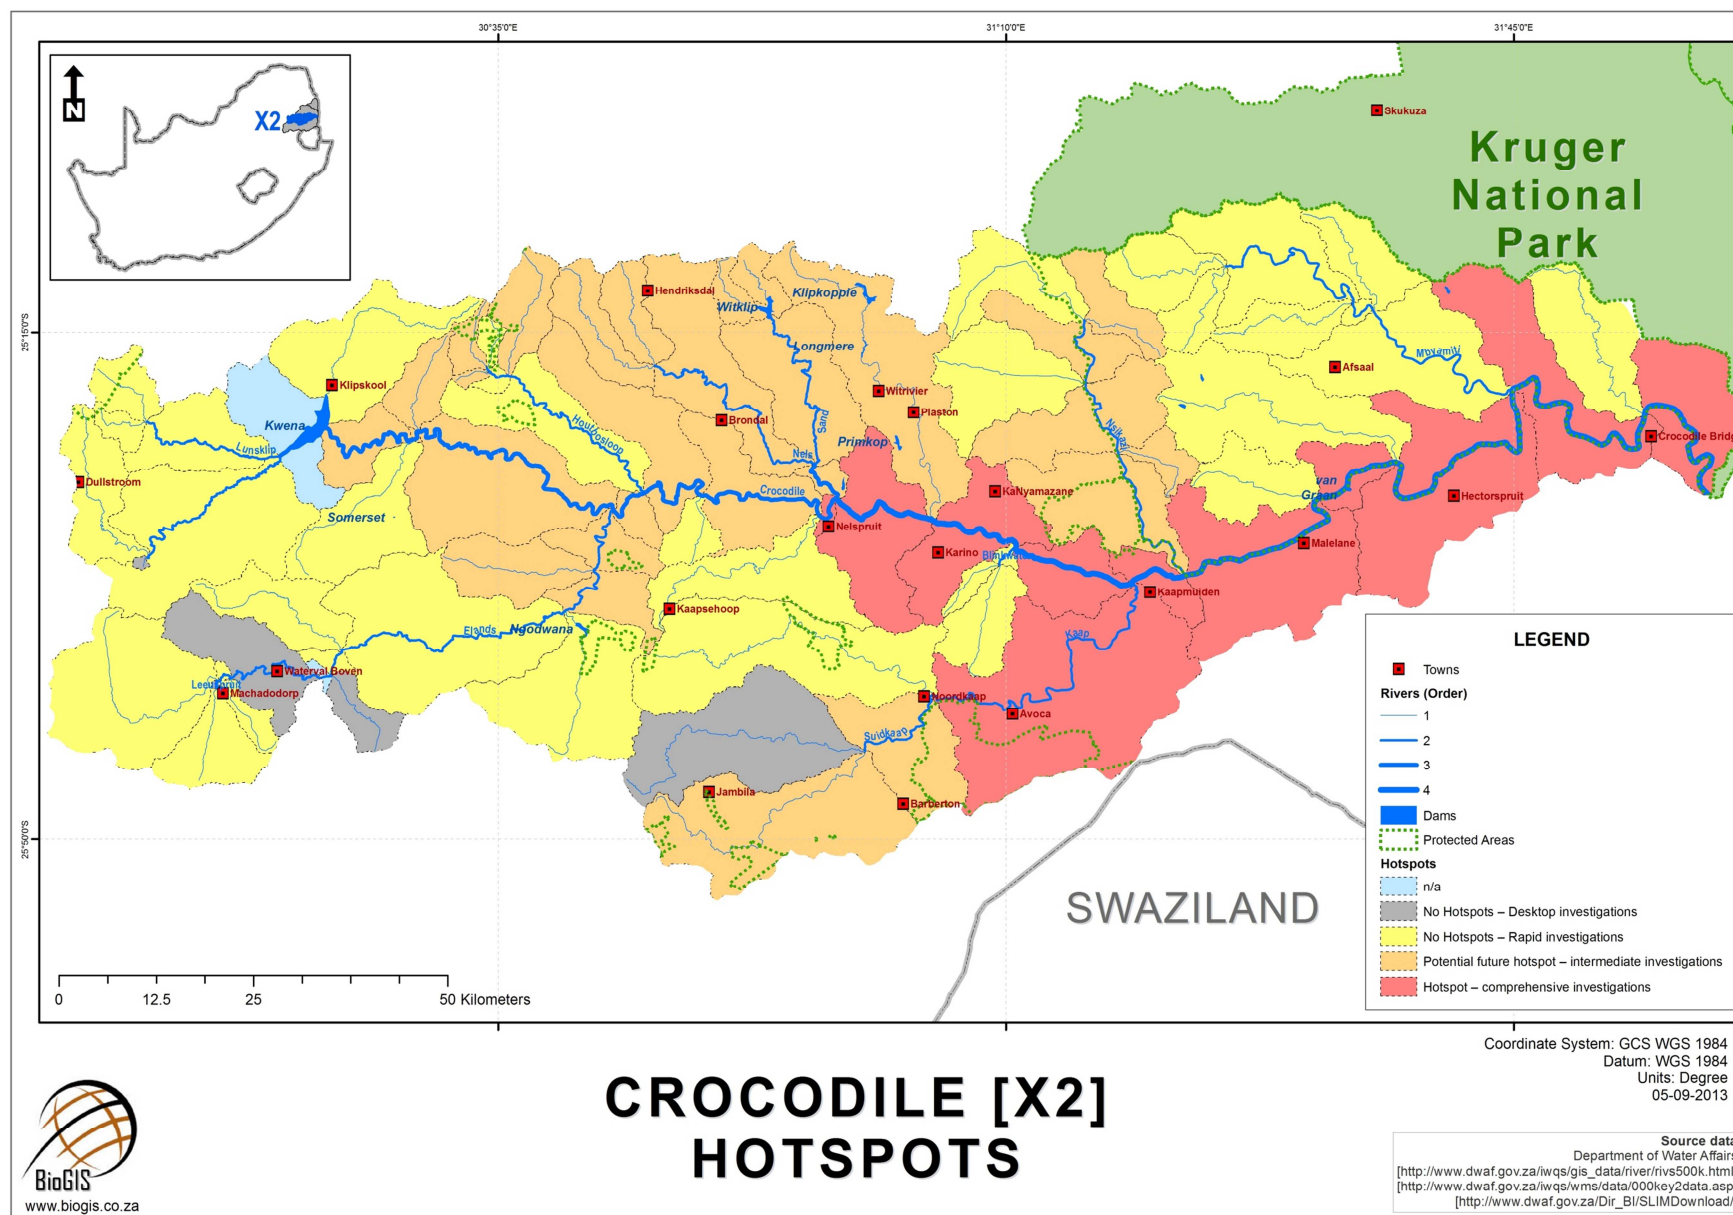 30°35'0"E
31°10'0"E
31°45'0"E
25°15'0"S
25°50'0"S
N
X2
Skukuza
Kruger
National
Park
Hendriksdal
Witklip
Klipkopple
Longmere
Klipskool
Kwena
Lunsklip
Dullstroom
Houtbosloop
Brondal
Witrivier
Plaston
Sand
Primkop
Nels
Nsikazi
Mbyamiti
Afsaal
Crocodile Bridg
van
Graan
Hectorspruit
Crocodile
KaNyamazane
Nelspruit
Karino
Blinkwater
Malelane
Somerset
Kaapmuiden
Kaapsehoop
Elands
Ngodwana
Kaap
Waterval Boven
Leeuspruit
Machadodorp
Noordkaap
Avoca
Suidkaap
Jambila
Barberton
SWAZILAND
0 12.5 25 50 Kilometers
LEGEND
Towns
Rivers (Order)
1
2
3
4
Dams
Protected Areas
Hotspots
n/a
No Hotspots – Desktop investigations
No Hotspots – Rapid investigations
Potential future hotspot – intermediate investigations
Hotspot – comprehensive investigations
CROCODILE [X2]
HOTSPOTS
Coordinate System: GCS WGS 1984
Datum: WGS 1984
Units: Degree
05-09-2013
Source data
Department of Water Affairs
[http://www.dwaf.gov.za/iwqs/gis_data/river/rivs500k.html
[http://www.dwaf.gov.za/iwqs/wms/data/000key2data.asp
[http://www.dwaf.gov.za/Dir_BI/SLIMDownload/
BioGIS
www.biogis.co.za